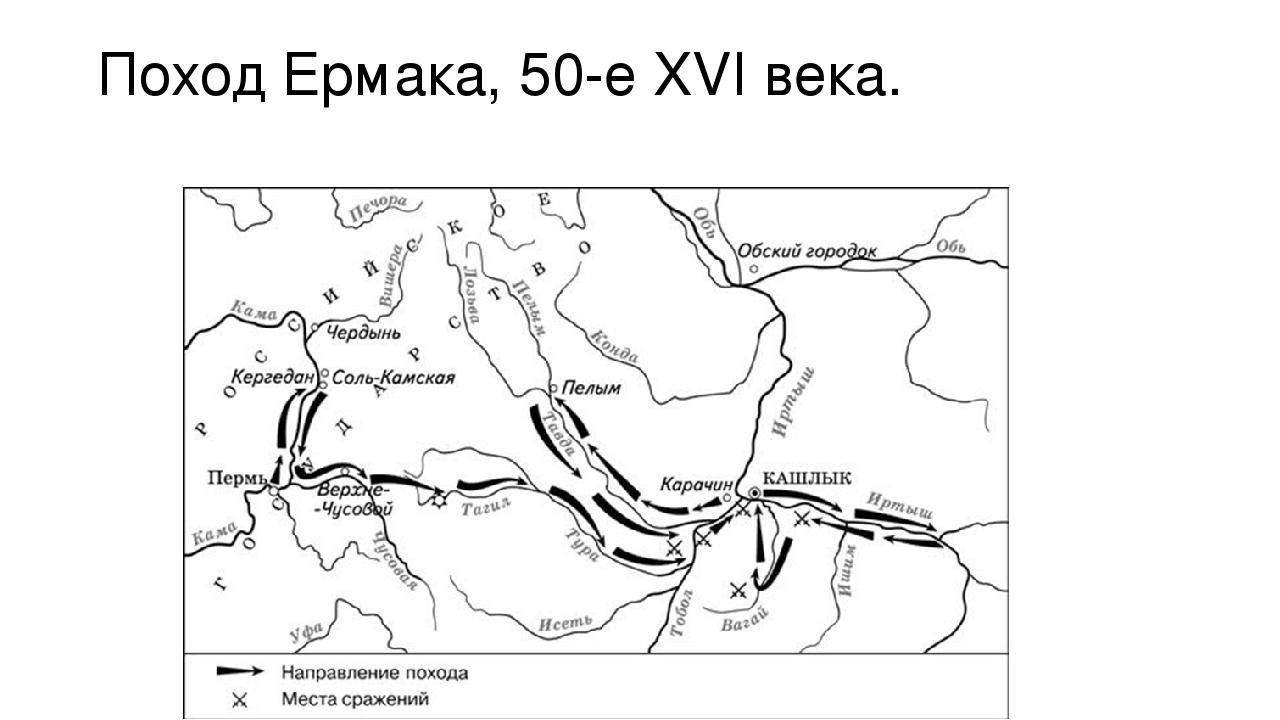 Поход Ермака, 50-е XVI века.
Печора
Вишера
Лозьва
Пелым
Обь
Обский городок
Обь
Кама
Чердынь
Конда
Кергедан
Соль-Камская
Пелым
Иртыш
Тавда
РОССИЙСКОЕ
ГОСУДАРСТВО
Пермь
Верхне-
-Чусовой
Тагил
Карачин
КАШЛЫК
Иртыш
Кама
Чусовая
Тура
Ишим
Тобол
Вагай
Исеть
Уфа
Направление похода
Места сражений